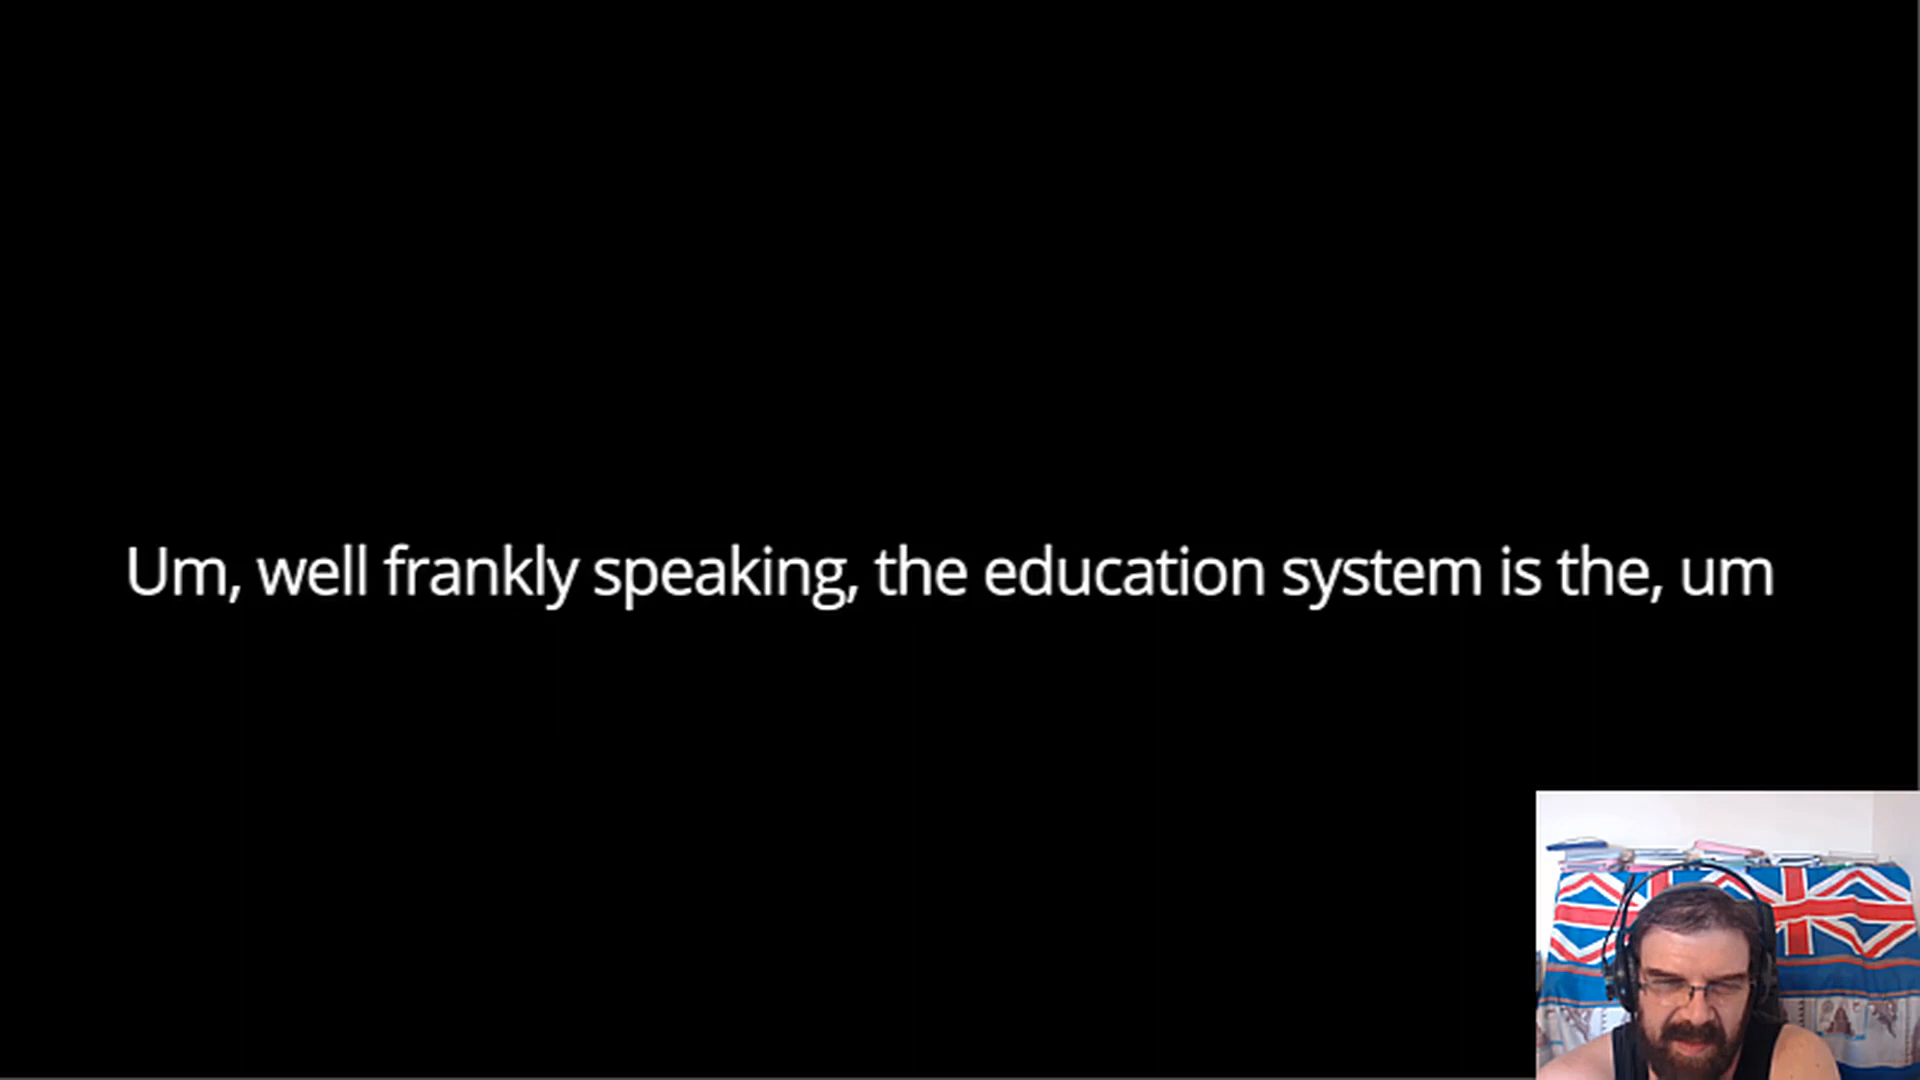 Um, well frankly speaking, the education system is the, um